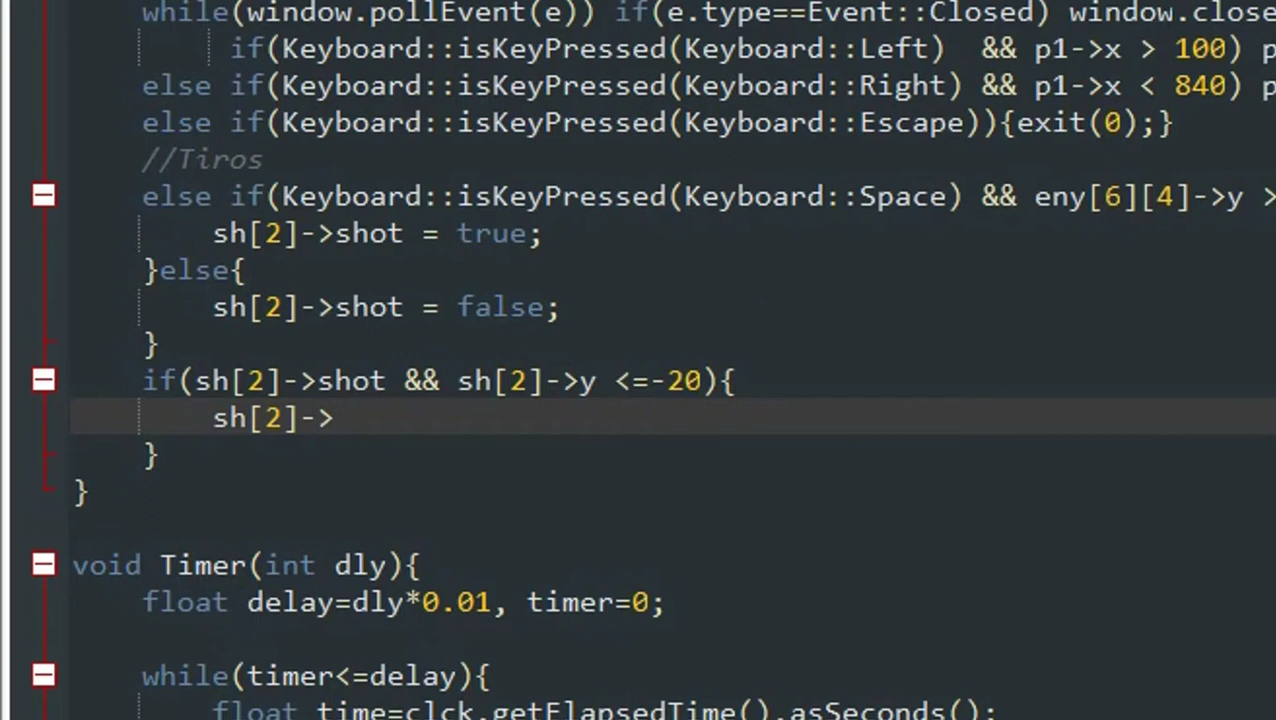 while(window.pollEvent(e)) if(e.type==Event::Closed) window.close
if(Keyboard::isKeyPressed(Keyboard::Left)  && p1->x > 100) p
else if(Keyboard::isKeyPressed(Keyboard::Right) && p1->x < 840) p
else if(Keyboard::isKeyPressed(Keyboard::Escape)){exit(0);}
//Tiros
else if(Keyboard::isKeyPressed(Keyboard::Space) && eny[6][4]->y >
sh[2]->shot = true;
}else{
sh[2]->shot = false;
}
if(sh[2]->shot && sh[2]->y <=-20){
sh[2]->
}
}
void Timer(int dly){
float delay=dly*0.01, timer=0;
while(timer<=delay){
float time=clck.getElapsedTime().asSeconds();